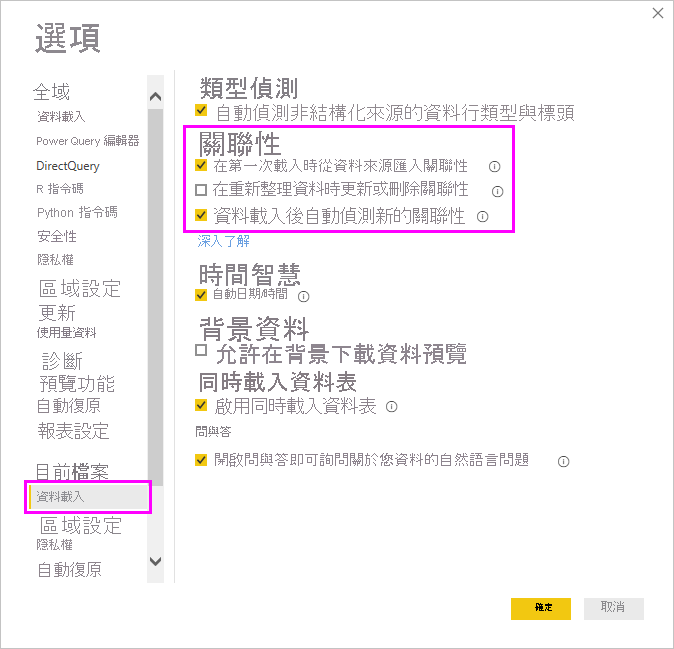 選項
全域
資料載入
Power Query 編輯器
DirectQuery
R 指令碼
Python 指令碼
安全性
隱私權
區域設定
更新
使用量資料
診斷
預覽功能
自動復原
報表設定
目前檔案
資料載入
區域設定
隱私權
自動復原
類型偵測
自動偵測非結構化來源的資料行類型與標頭
關聯性
在第一次載入時從資料來源匯入關聯性
在重新整理資料時更新或刪除關聯性
資料載入後自動偵測新的關聯性
深入了解
時間智慧
自動日期/時間
背景資料
允許在背景下載資料預覽
同時載入資料表
啟用同時載入資料表
問與答
開啟問與答即可詢問關於您資料的自然語言問題
確定
取消